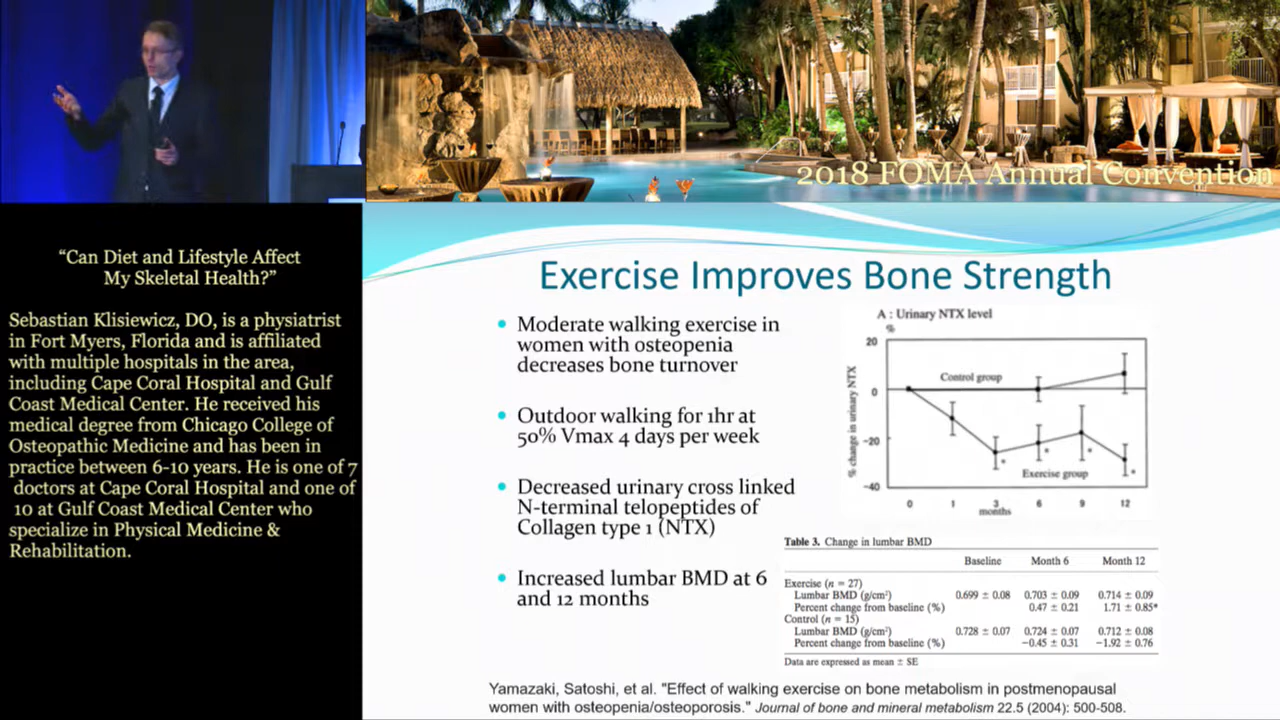 2018 FOMA Annual Convention
“Can Diet and Lifestyle Affect
My Skeletal Health?”
Sebastian Klisiewicz, DO, is a physiatrist
in Fort Myers, Florida and is affiliated
with multiple hospitals in the area,
including Cape Coral Hospital and Gulf
Coast Medical Center. He received his
medical degree from Chicago College of
Osteopathic Medicine and has been in
practice between 6-10 years. He is one of 7
doctors at Cape Coral Hospital and one of
10 at Gulf Coast Medical Center who
specialize in Physical Medicine &
Rehabilitation.
Exercise Improves Bone Strength
• Moderate walking exercise in
women with osteopenia
decreases bone turnover
• Outdoor walking for 1hr at
50% Vmax 4 days per week
• Decreased urinary cross linked
N-terminal telopeptides of
Collagen type 1 (NTX)
• Increased lumbar BMD at 6
and 12 months
A : Urinary NTX level
%
20
0
-20
-40
% change in urinary NTX
Control group
Exercise group
0 1 3 6 9 12
months
Table 3. Change in lumbar BMD
Baseline Month 6 Month 12
Exercise (n = 27)
Lumbar BMD (g/cm²) 0.699 ± 0.08 0.703 ± 0.09 0.714 ± 0.09
Percent change from baseline (%) 0.47 ± 0.21 1.71 ± 0.85*
Control (n = 15)
Lumbar BMD (g/cm²) 0.728 ± 0.07 0.724 ± 0.07 0.712 ± 0.08
Percent change from baseline (%) −0.45 ± 0.31 −1.92 ± 0.76
Data are expressed as mean ± SE
Yamazaki, Satoshi, et al. "Effect of walking exercise on bone metabolism in postmenopausal
women with osteopenia/osteoporosis." Journal of bone and mineral metabolism 22.5 (2004): 500-508.